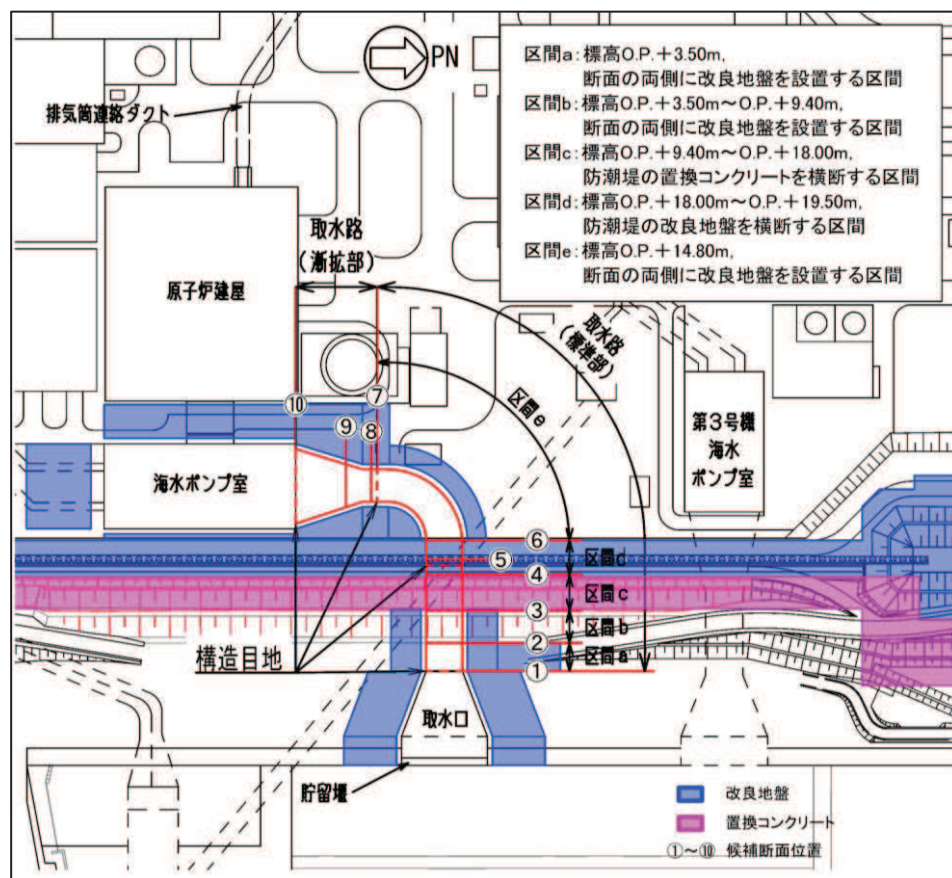 PN
区間a:標高O.P.+3.50m,
断面の両側に改良地盤を設置する区間
区間b:標高O.P.+3.50m~O.P.+9.40m,
断面の両側に改良地盤を設置する区間
区間c:標高O.P.+9.40m~O.P.+18.00m,
防潮堤の置換コンクリートを横断する区間
区間d:標高O.P.+18.00m~O.P.+19.50m,
防潮堤の改良地盤を横断する区間
区間e:標高O.P.+14.80m,
断面の両側に改良地盤を設置する区間
排気筒連絡ダクト
取水路
(漸拡部)
原子炉建屋
取水路
(標準部)
区間e
⑩
⑦
⑨
⑧
第3号機
海水
ポンプ室
海水ポンプ室
⑥
⑤
区間d
④
区間c
③
区間b
②
区間a
①
構造目地
取水口
貯留堰
改良地盤
置換コンクリート
①~⑩ 候補断面位置